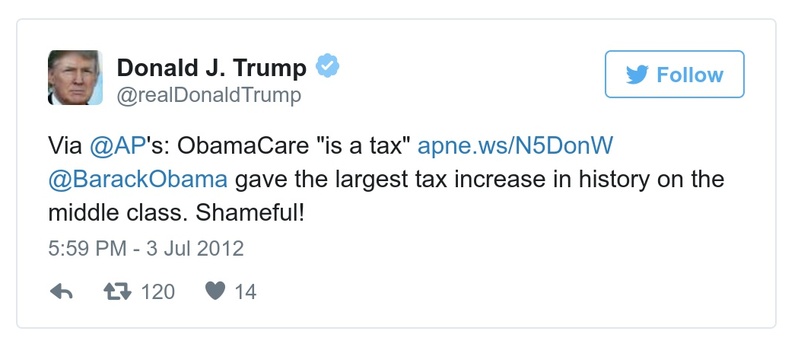 Donald J. Trump
@realDonaldTrump
Follow
Via @AP's: ObamaCare "is a tax" apne.ws/N5DonW
@BarackObama gave the largest tax increase in history on the
middle class. Shameful!
5:59 PM - 3 Jul 2012
120 14